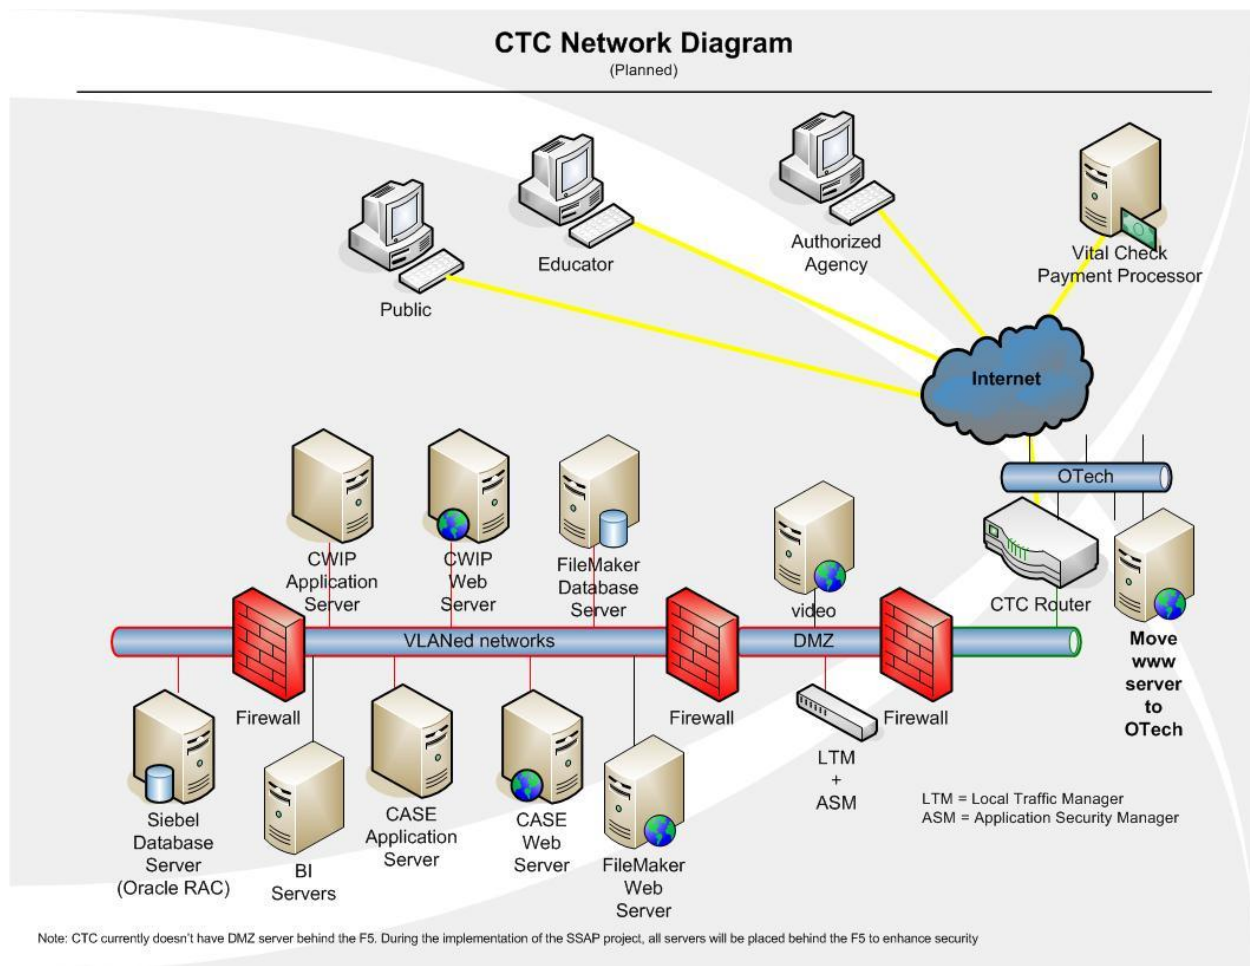 CTC Network Diagram
(Planned)
Educator
Public
Authorized
Agency
Vital Check
Payment Processor
Internet
OTech
CTC Router
Move
www
server
to
OTech
CWIP
Application
Server
CWIP
Web
Server
FileMaker
Database
Server
video
VLANed networks
DMZ
Firewall
Firewall
Firewall
Siebel
Database
Server
(Oracle RAC)
BI
Servers
CASE
Application
Server
CASE
Web
Server
FileMaker
Web
Server
LTM
+
ASM
LTM = Local Traffic Manager
ASM = Application Security Manager
Note: CTC currently doesn't have DMZ server behind the F5. During the implementation of the SSAP project, all servers will be placed behind the F5 to enhance security